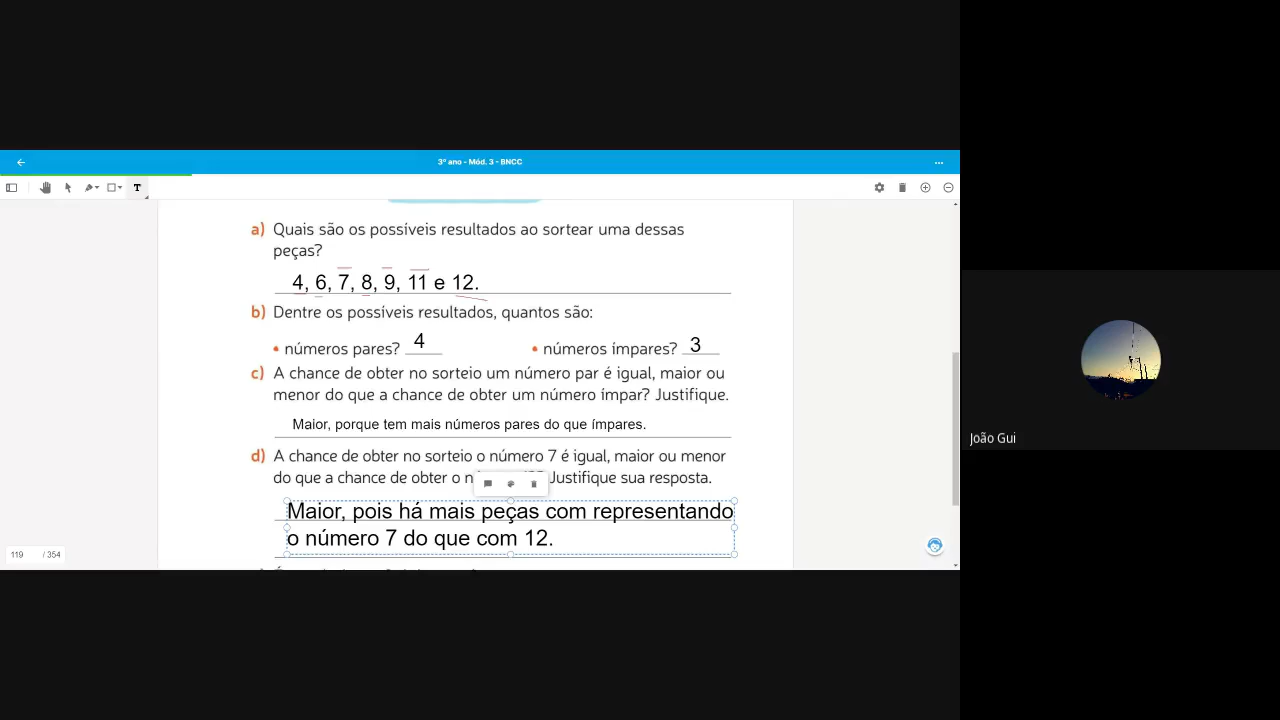 3º ano - Mód. 3 - BNCC
T
a) Quais são os possíveis resultados ao sortear uma dessas
peças?
4, 6, 7, 8, 9, 11 e 12.
b) Dentre os possíveis resultados, quantos são:
• números pares? 4 • números ímpares? 3
c) A chance de obter no sorteio um número par é igual, maior ou
menor do que a chance de obter um número ímpar? Justifique.
Maior, porque tem mais números pares do que ímpares.
d) A chance de obter no sorteio o número 7 é igual, maior ou menor
do que a chance de obter o Justifique sua resposta.
Maior, pois há mais peças com representando
o número 7 do que com 12.
119 / 354
João Gui